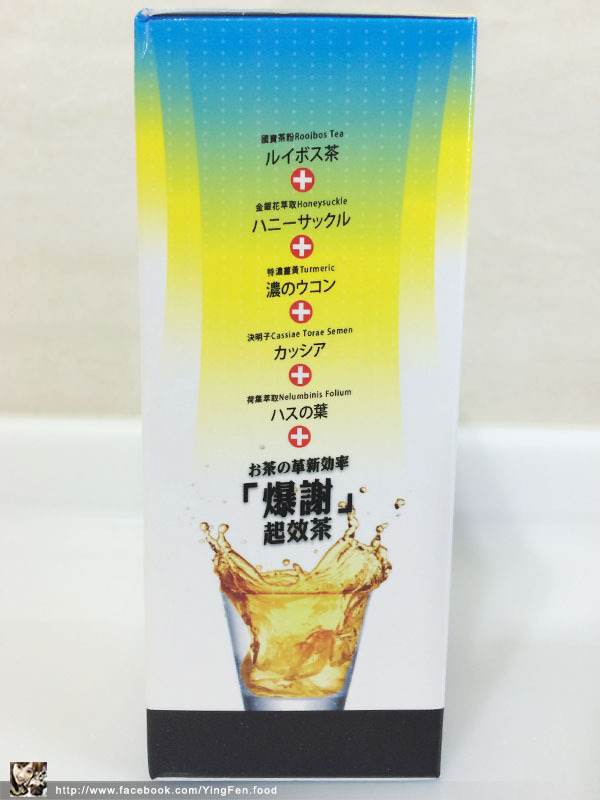 國寶茶粉Rooibos Tea
ルイボス茶
金銀花萃取Honeysuckle
ハニーサックル
特濃薑黃Turmeric
濃のウコン
決明子Cassiae Torae Semen
カッシア
荷葉萃取Nelumbinis Folium
ハスの葉
お茶の革新効率
「爆謝」
起效茶
http://www.facebook.com/YingFen.food